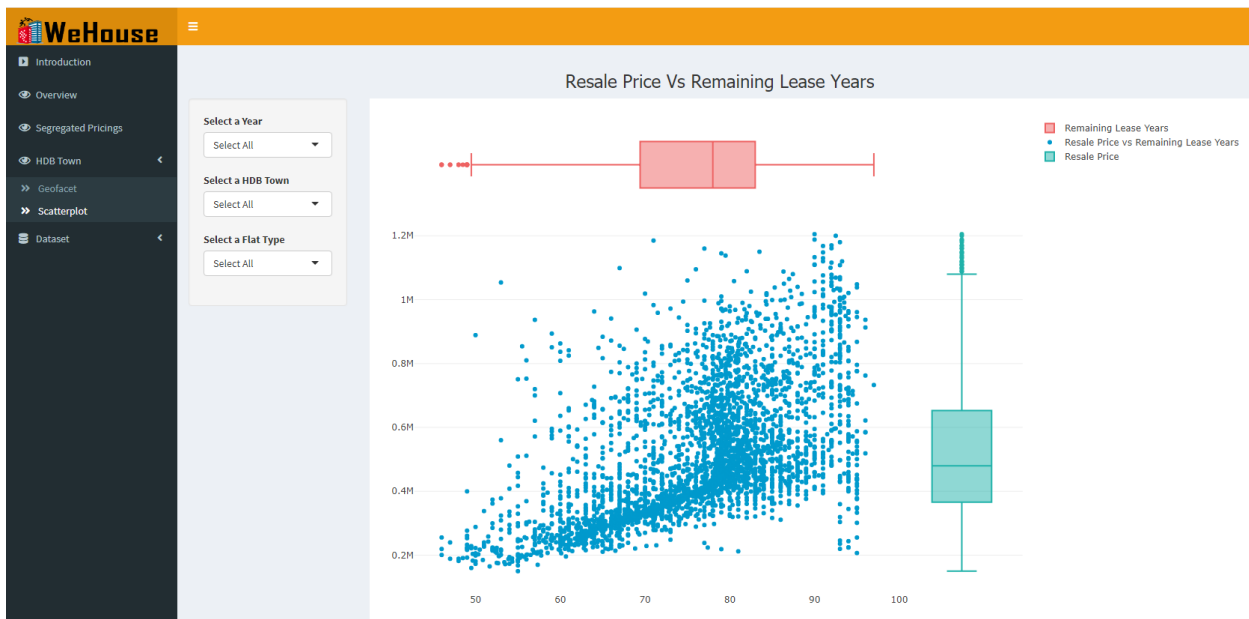 WeHouse
Introduction
Overview
Segregated Pricings
HDB Town
Geofacet
Scatterplot
Dataset
Resale Price Vs Remaining Lease Years
Select a Year
Select All
Select a HDB Town
Select All
Select a Flat Type
Select All
Remaining Lease Years
Resale Price vs Remaining Lease Years
Resale Price
1.2M
1M
0.8M
0.6M
0.4M
0.2M
50 60 70 80 90 100